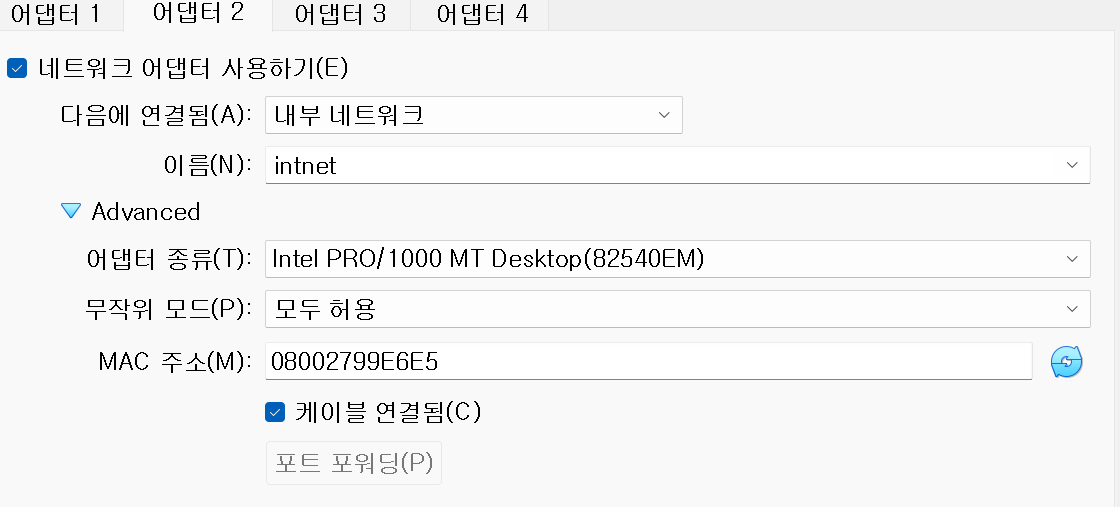 어댑터 1 어댑터 2 어댑터 3 어댑터 4
네트워크 어댑터 사용하기(E)
다음에 연결됨(A): 내부 네트워크
이름(N): intnet
Advanced
어댑터 종류(T): Intel PRO/1000 MT Desktop(82540EM)
무작위 모드(P): 모두 허용
MAC 주소(M): 08002799E6E5
케이블 연결됨(C)
포트 포워딩(P)